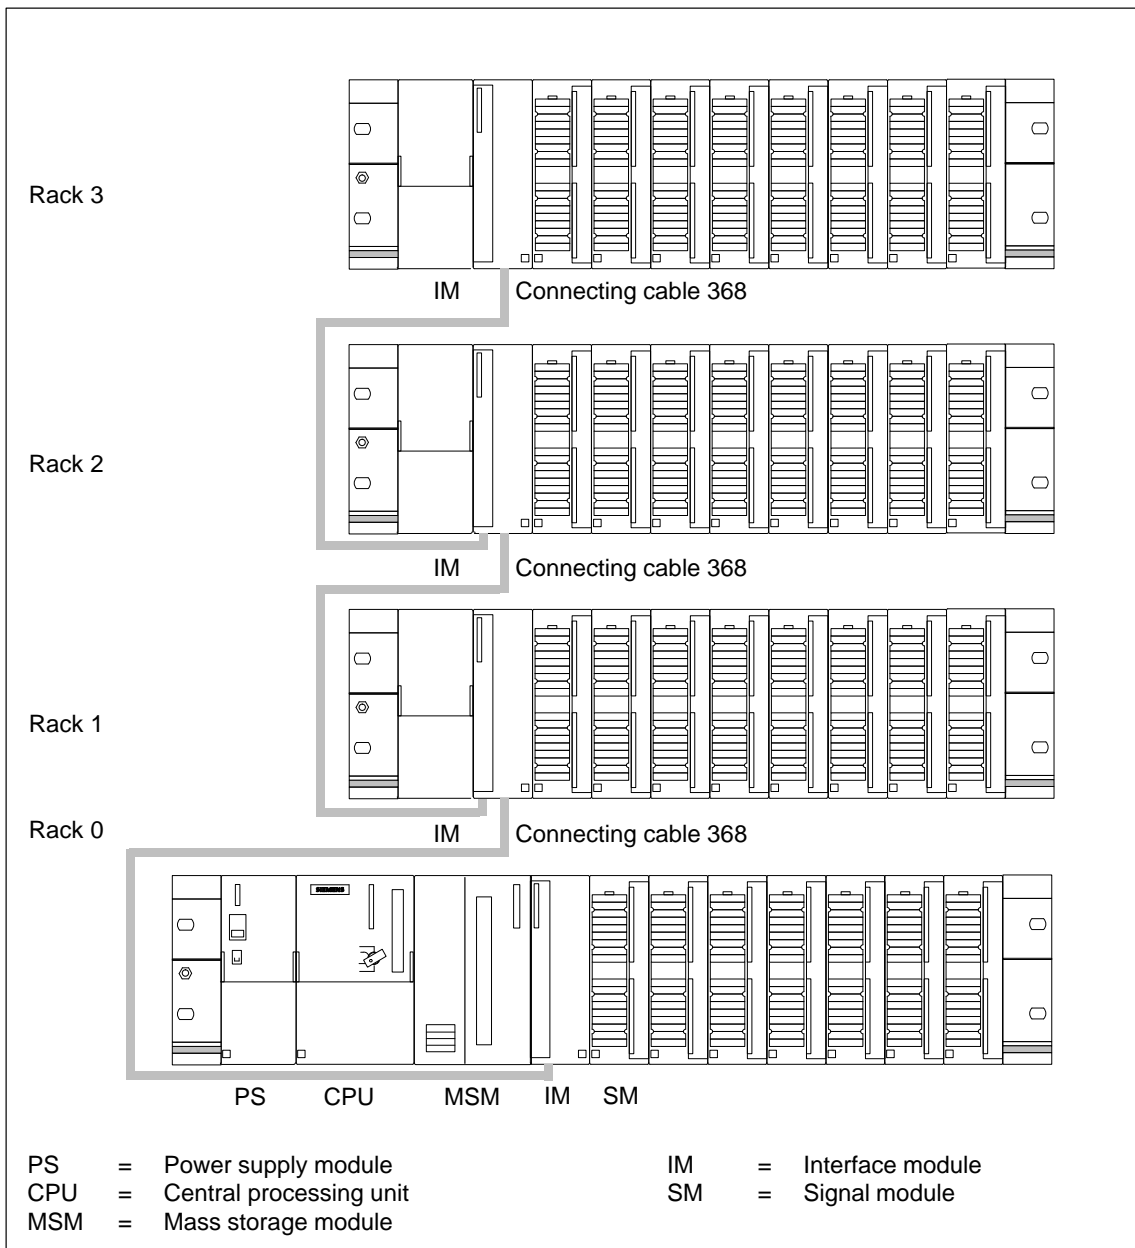 Rack 3
IM Connecting cable 368
Rack 2
IM Connecting cable 368
Rack 1
Rack 0
IM Connecting cable 368
SIEMENS
PS CPU MSM IM SM
PS = Power supply module IM = Interface module
CPU = Central processing unit SM = Signal module
MSM = Mass storage module